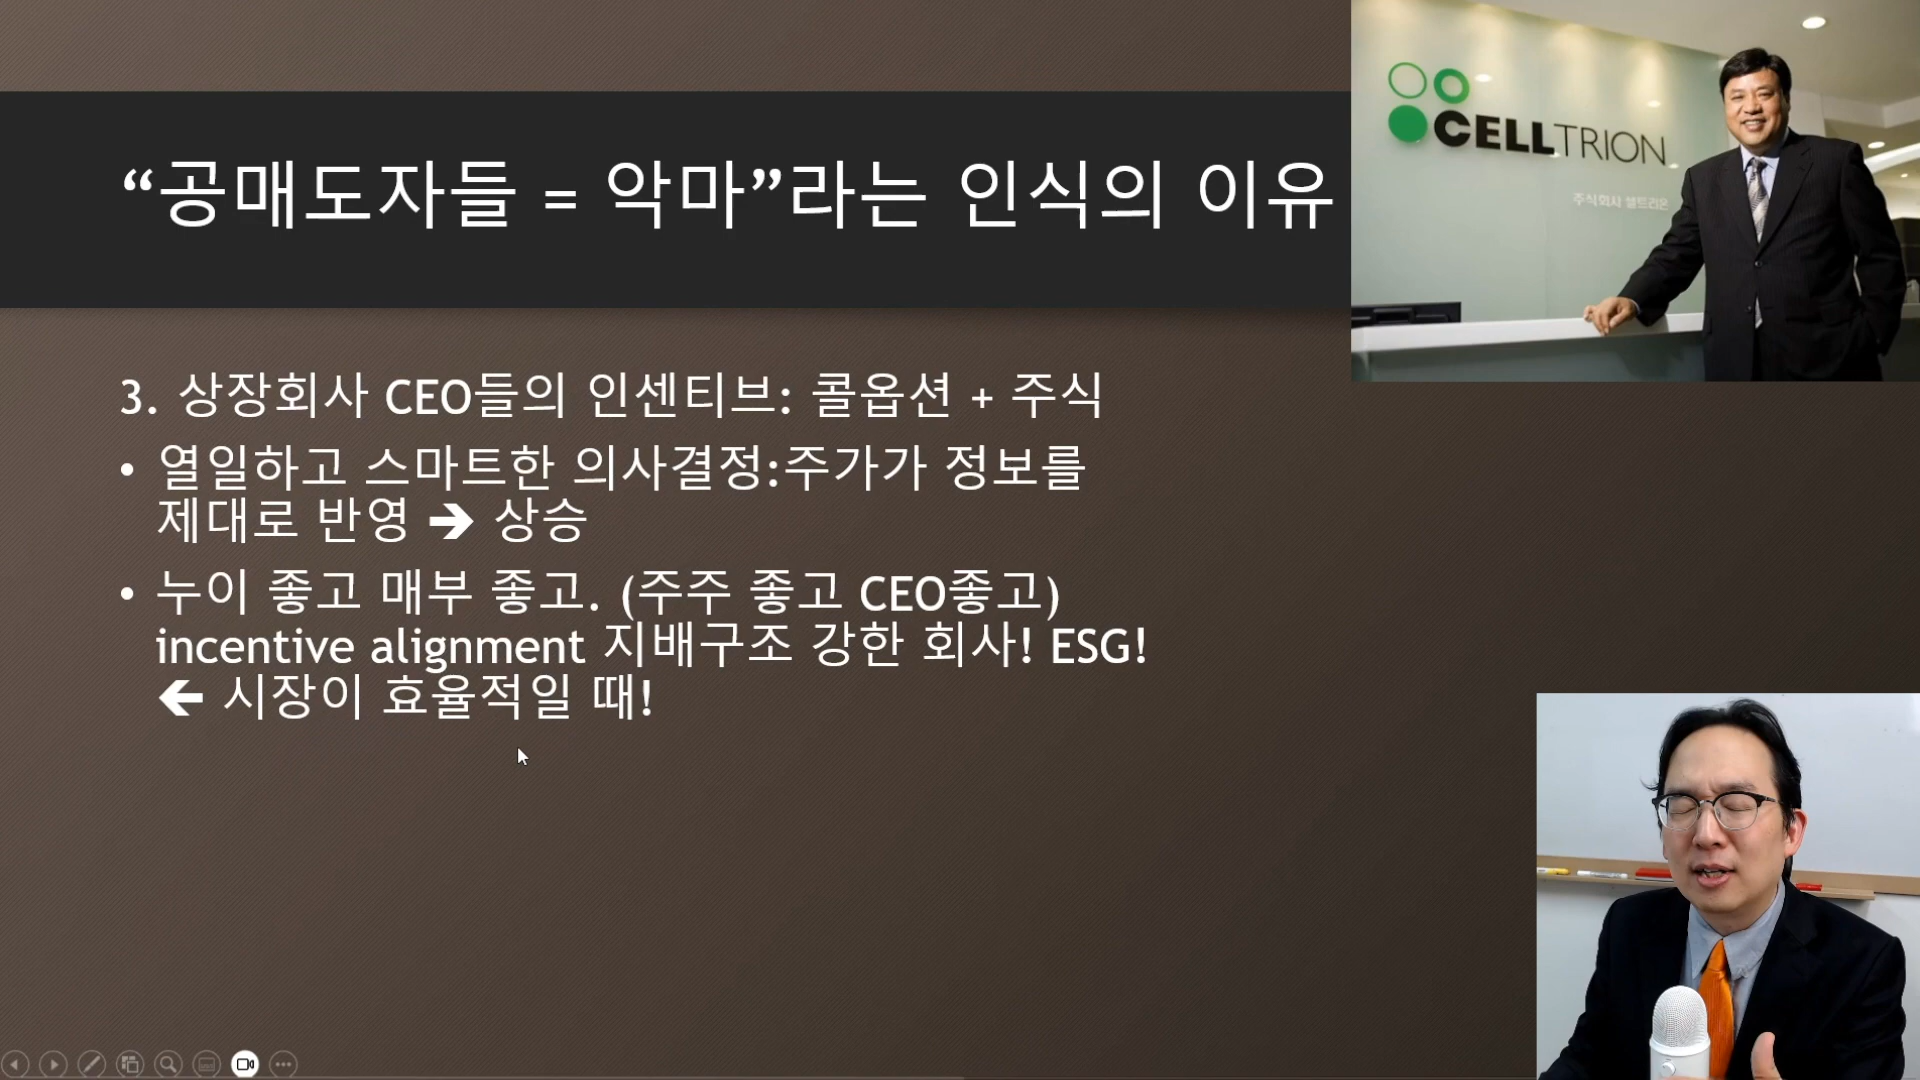 “공매도자들 = 악마”라는 인식의 이유
CELLTRION
주식회사 셀트리온
3. 상장회사 CEO들의 인센티브: 콜옵션 + 주식
• 열일하고 스마트한 의사결정:주가가 정보를
제대로 반영 ➔ 상승
• 누이 좋고 매부 좋고. (주주 좋고 CEO좋고)
incentive alignment 지배구조 강한 회사! ESG!
🡰 시장이 효율적일 때!